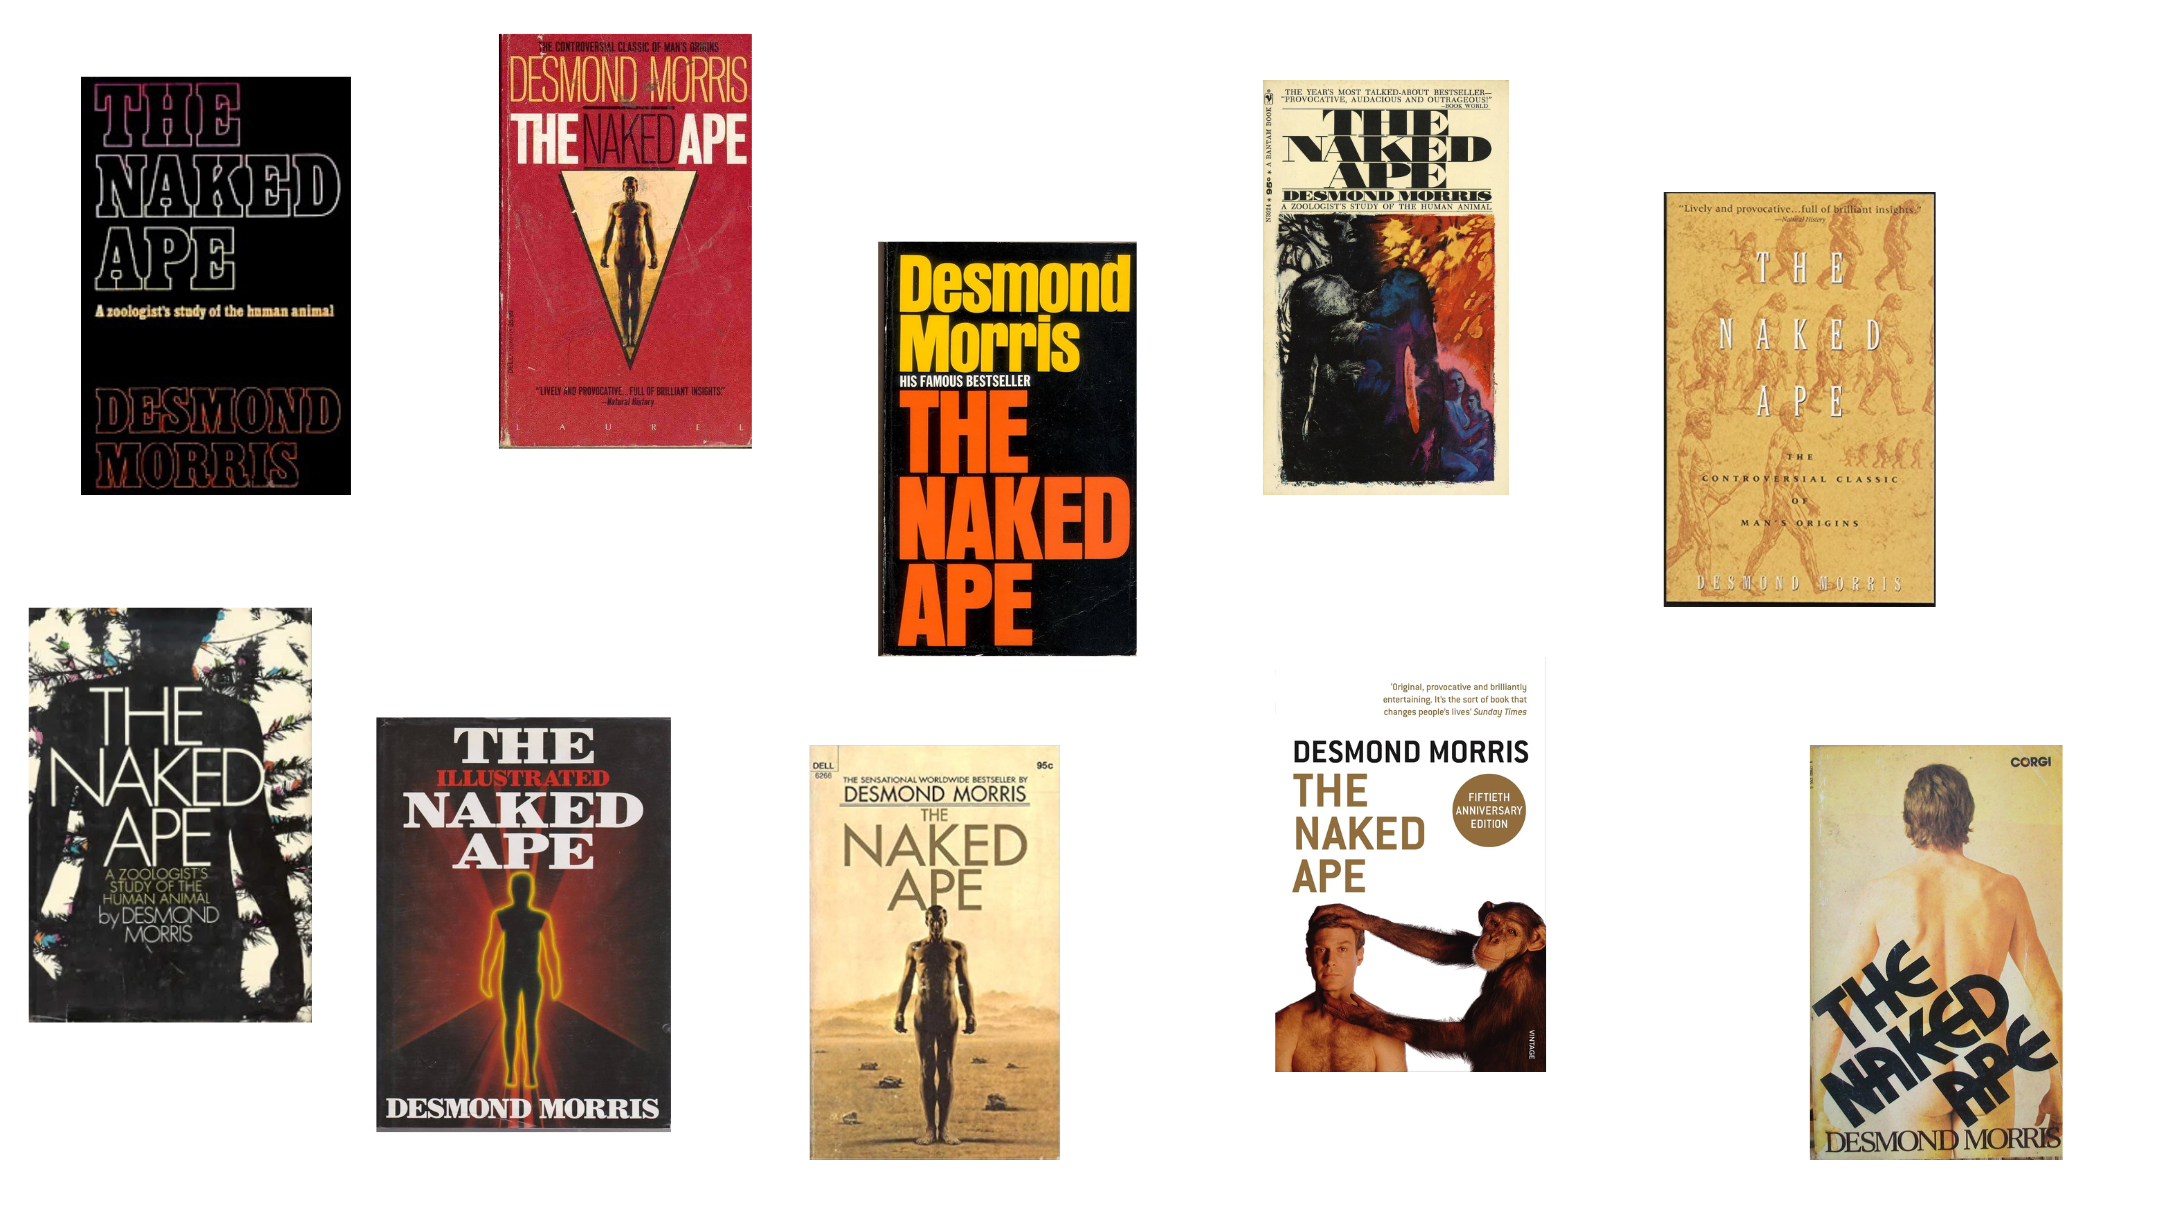 THE
NAKED
APE
A zoologist's study of the human animal
DESMOND
MORRIS
THE CONTROVERSIAL CLASSIC OF MAN'S ORIGINS
DESMOND MORRIS
THE NAKED APE
"LIVELY AND PROVOCATIVE...FULL OF BRILLIANT INSIGHTS."
—Natural History
LAUREL
Desmond
Morris
HIS FAMOUS BESTSELLER
THE
NAKED
APE
THE YEAR'S MOST TALKED-ABOUT BESTSELLER—
"PROVOCATIVE, AUDACIOUS AND OUTRAGEOUS!"
—BOOK WORLD
THE
NAKED
APE
DESMOND MORRIS
A ZOOLOGIST'S STUDY OF THE HUMAN ANIMAL
95¢ * A BANTAM BOOK
"Lively and provocative...full of brilliant insights."
—Natural History
THE
NAKED
APE
THE
CONTROVERSIAL CLASSIC
OF
MAN'S ORIGINS
DESMOND MORRIS
THE
NAKED
APE
A ZOOLOGIST'S
STUDY OF THE
HUMAN ANIMAL
by DESMOND
MORRIS
THE
ILLUSTRATED
NAKED
APE
DESMOND MORRIS
DELL
6266
95c
THE SENSATIONAL WORLDWIDE BESTSELLER BY
DESMOND MORRIS
THE
NAKED
APE
'Original, provocative and brilliantly
entertaining. It's the sort of book that
changes people's lives' Sunday Times
DESMOND MORRIS
THE
NAKED
APE
FIFTIETH
ANNIVERSARY
EDITION
VINTAGE
CORGI
THE
NAKED
APE
DESMOND MORRIS